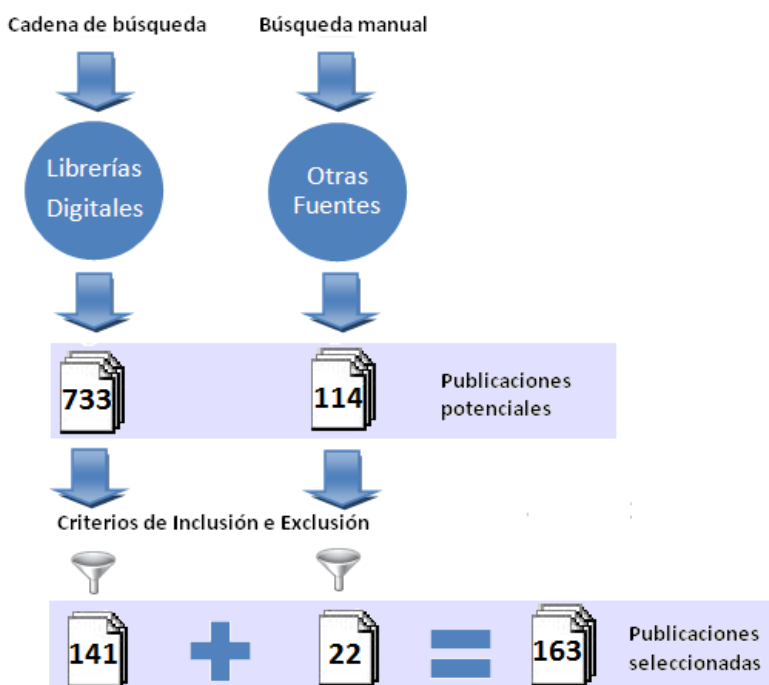 Cadena de búsqueda
Búsqueda manual
Librerías
Digitales
Otras
Fuentes
733
114
Publicaciones
potenciales
Criterios de Inclusión e Exclusión
141
22
163
Publicaciones
seleccionadas